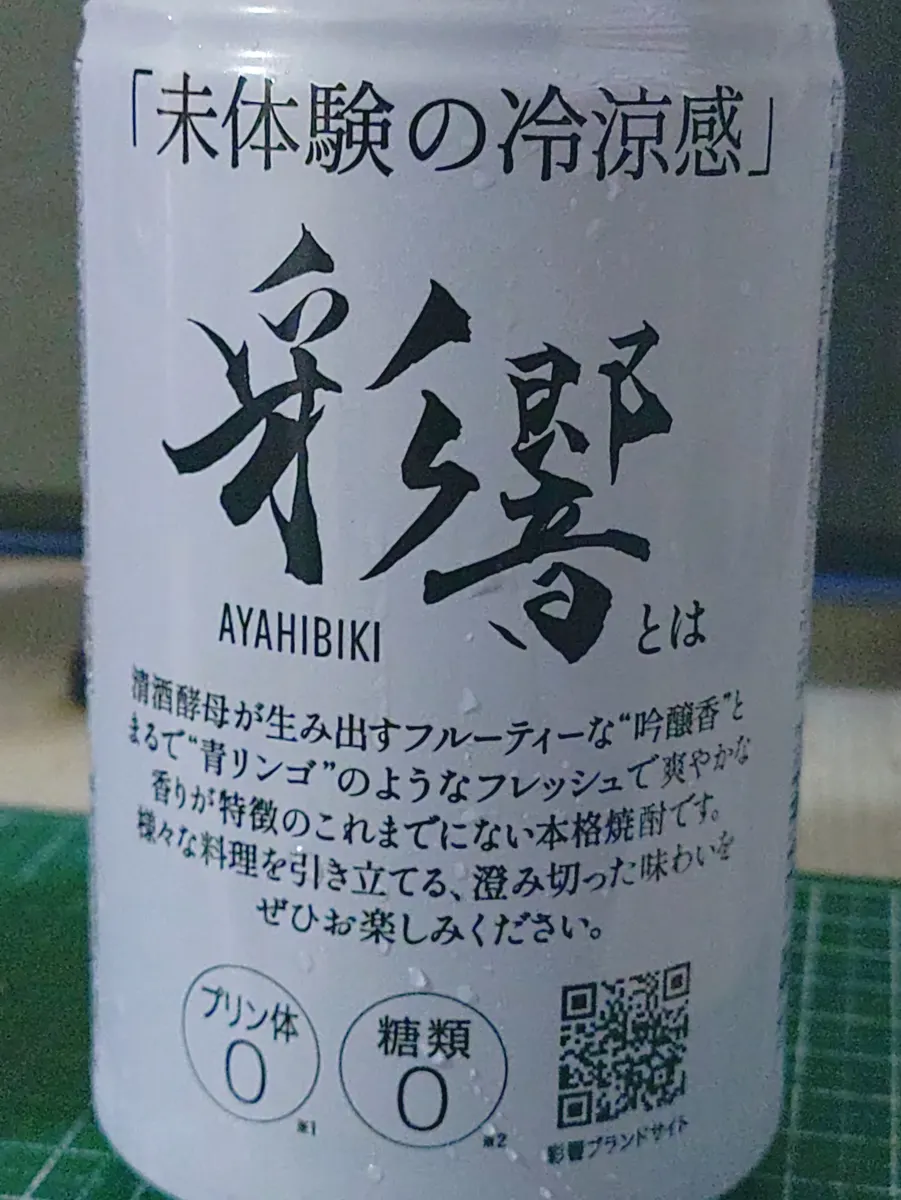 「未体験の冷涼感」
彩響
AYAHIBIKI とは
清酒酵母が生み出すフルーティーな“吟醸香”と
まるで“青リンゴ”のようなフレッシュで爽やかな
香りが特徴のこれまでにない本格焼酎です。
様々な料理を引き立てる、澄み切った味わいを
ぜひお楽しみください。
プリン体
0
※1
糖類
0
※2
彩響ブランドサイト